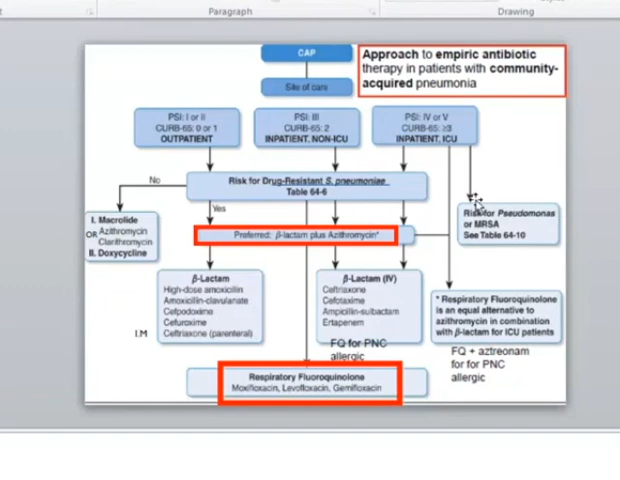 Paragraph
Drawing
CAP
Site of care
Approach to empiric antibiotic
therapy in patients with community-
acquired pneumonia
PSI: I or II
CURB-65: 0 or 1
OUTPATIENT
PSI: III
CURB-65: 2
INPATIENT, NON-ICU
PSI: IV or V
CURB-65: ≥3
INPATIENT, ICU
No
Risk for Drug-Resistant S. pneumoniae
Table 64-6
Yes
Risk for Pseudomonas
or MRSA
See Table 64-10
I. Macrolide
OR Azithromycin
Clarithromycin
II. Doxycycline
Preferred: β-lactam plus Azithromycin*
β-Lactam
High-dose amoxicillin
Amoxicillin-clavulanate
Cefpodoxime
Cefuroxime
I.M Ceftriaxone (parenteral)
β-Lactam (IV)
Ceftriaxone
Cefotaxime
Ampicillin-sulbactam
Ertapenem
FQ for PNC
allergic
* Respiratory Fluoroquinolone
is an equal alternative to
azithromycin in combination
with β-lactam for ICU patients
FQ + aztreonam
for for PNC
allergic
Respiratory Fluoroquinolone
Moxifloxacin, Levofloxacin, Gemifloxacin